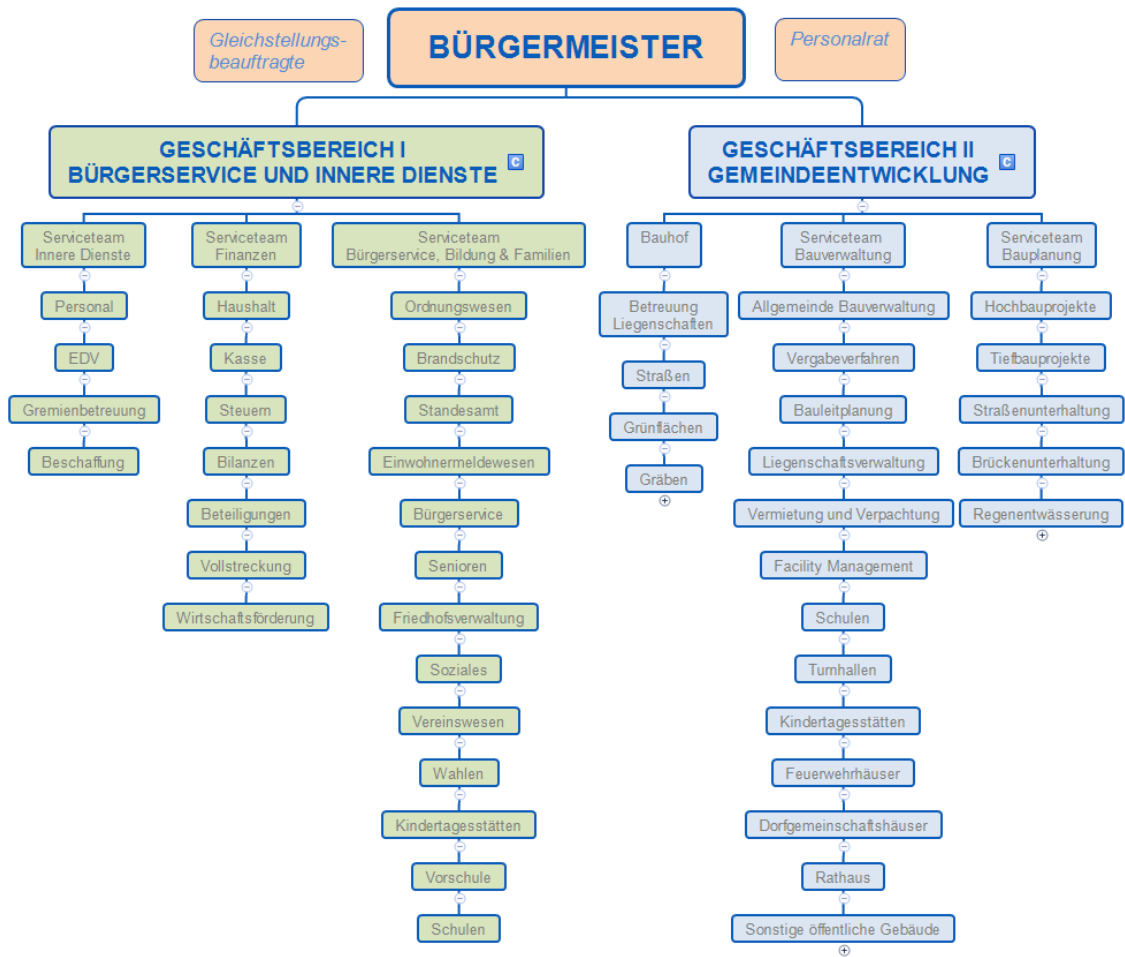 Gleichstellungs-
beauftragte
BÜRGERMEISTER
Personalrat
GESCHÄFTSBEREICH I
BÜRGERSERVICE UND INNERE DIENSTE
C
GESCHÄFTSBEREICH II
GEMEINDEENTWICKLUNG
C
Serviceteam
Innere Dienste
Personal
EDV
Gremienbetreuung
Beschaffung
Serviceteam
Finanzen
Haushalt
Kasse
Steuern
Bilanzen
Beteiligungen
Vollstreckung
Wirtschaftsförderung
Serviceteam
Bürgerservice, Bildung & Familien
Ordnungswesen
Brandschutz
Standesamt
Einwohnermeldewesen
Bürgerservice
Senioren
Friedhofsverwaltung
Soziales
Vereinswesen
Wahlen
Kindertagesstätten
Vorschule
Schulen
Bauhof
Betreuung
Liegenschaften
Straßen
Grünflächen
Gräben
Serviceteam
Bauverwaltung
Allgemeinde Bauverwaltung
Vergabeverfahren
Bauleitplanung
Liegenschaftsverwaltung
Vermietung und Verpachtung
Facility Management
Schulen
Turnhallen
Kindertagesstätten
Feuerwehrhäuser
Dorfgemeinschaftshäuser
Rathaus
Sonstige öffentliche Gebäude
Serviceteam
Bauplanung
Hochbauprojekte
Tiefbauprojekte
Straßenunterhaltung
Brückenunterhaltung
Regenentwässerung